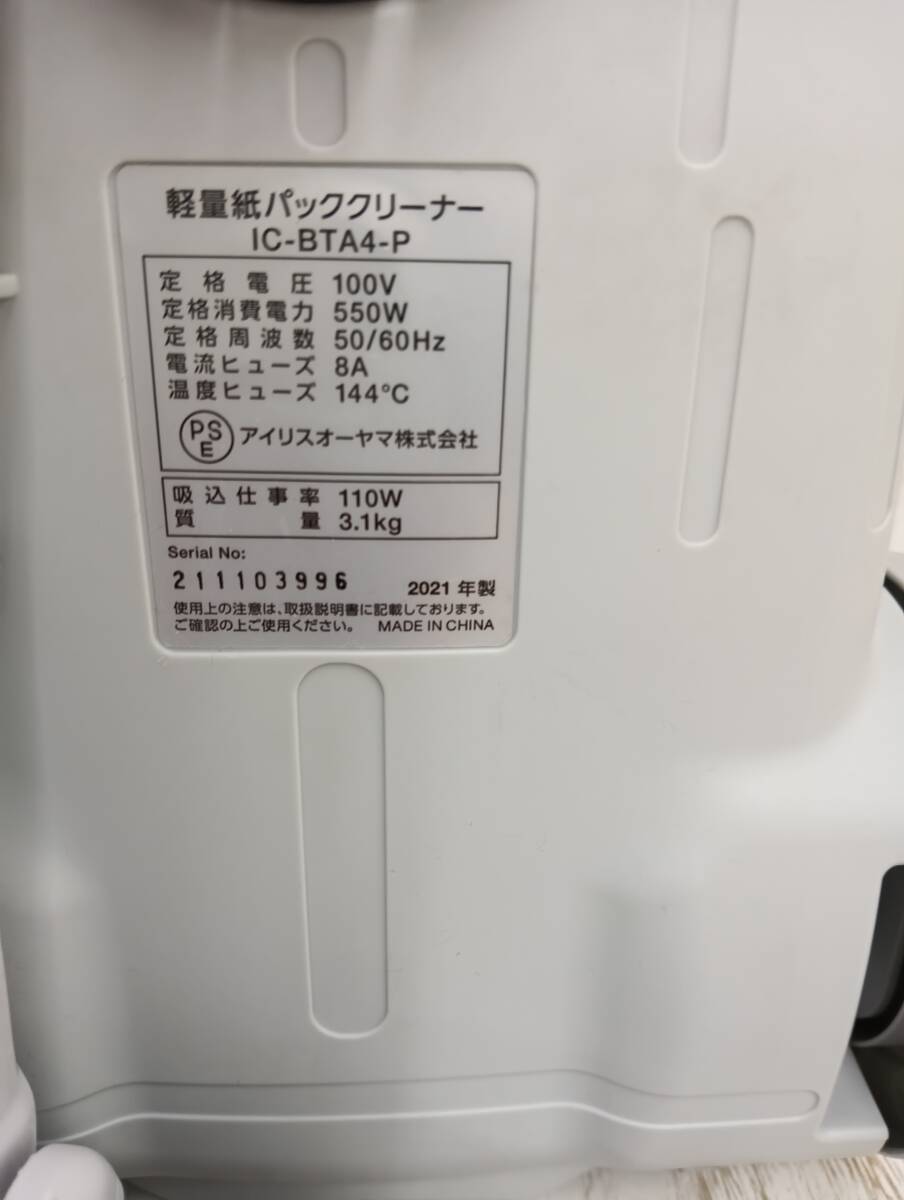 軽量紙パッククリーナー
IC-BTA4-P
定格電圧 100V
定格消費電力 550W
定格周波数 50/60Hz
電流ヒューズ 8A
温度ヒューズ 144°C
PSE アイリスオーヤマ株式会社
吸込仕事率 110W
質量 3.1kg
Serial No:
211103996 2021年製
使用上の注意は、取扱説明書に記載しております。
ご確認の上ご使用ください。 MADE IN CHINA